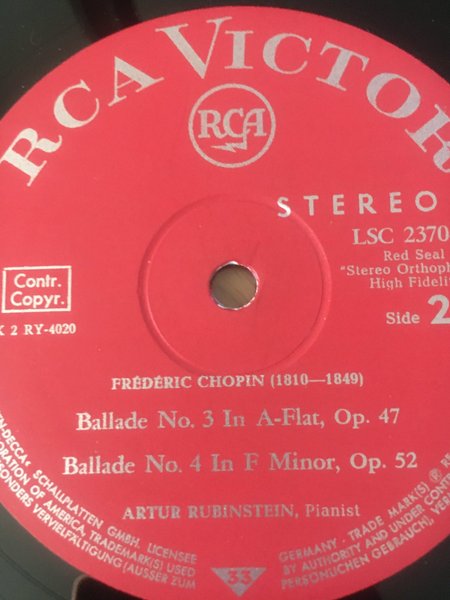 RCA VICTOR
RCA
STEREO
LSC 2370
Red Seal
"Stereo
High
Side 2
Contr.
Copyr.
2 RY-4020
FRÉDÉRIC CHOPIN (1810—1849)
Ballade No. 3 In A-Flat, Op. 47
Ballade No. 4 In F Minor, Op. 52
ARTUR RUBINSTEIN, Pianist
SCHALLPLATTEN GMBH. LICENSEE
OF AMERICA, TRADEMARK(S) USED
VERVIELFÄLTIGUNG (AUSSER ZUM
GERMANY · TRADE MARK(S) ®
BY AUTHORITY AND UNDER
PERSÖNLICHEN GEBRAUCH),
33